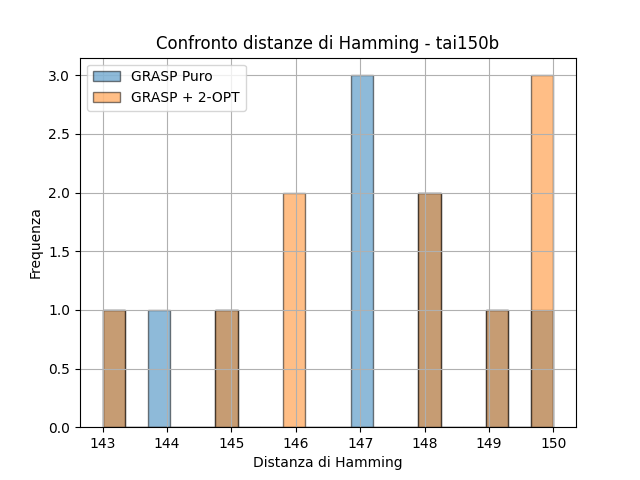 Confronto distanze di Hamming - tai150b
GRASP Puro
GRASP + 2-OPT
3.0
2.5
2.0
1.5
1.0
0.5
0.0
Frequenza
143 144 145 146 147 148 149 150
Distanza di Hamming